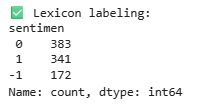 ✅ Lexicon labeling:
sentimen
 0    383
 1    341
-1    172
Name: count, dtype: int64